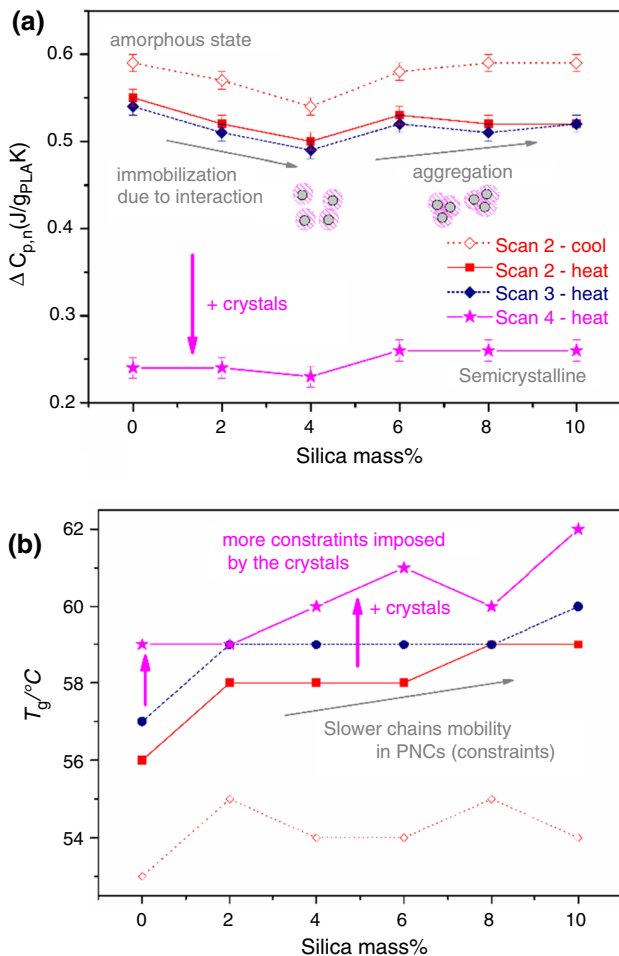 (a)
0.6
0.5
0.4
0.3
0.2
Δ Cp,n(J/gPLAK)
amorphous state
immobilization
due to interaction
aggregation
+ crystals
Scan 2 - cool
Scan 2 - heat
Scan 3 - heat
Scan 4 - heat
Semicrystalline
0 2 4 6 8 10
Silica mass%
(b)
62
60
58
56
54
Tg/°C
more constratints imposed
by the crystals
+ crystals
Slower chains mobility
in PNCs (constraints)
0 2 4 6 8 10
Silica mass%